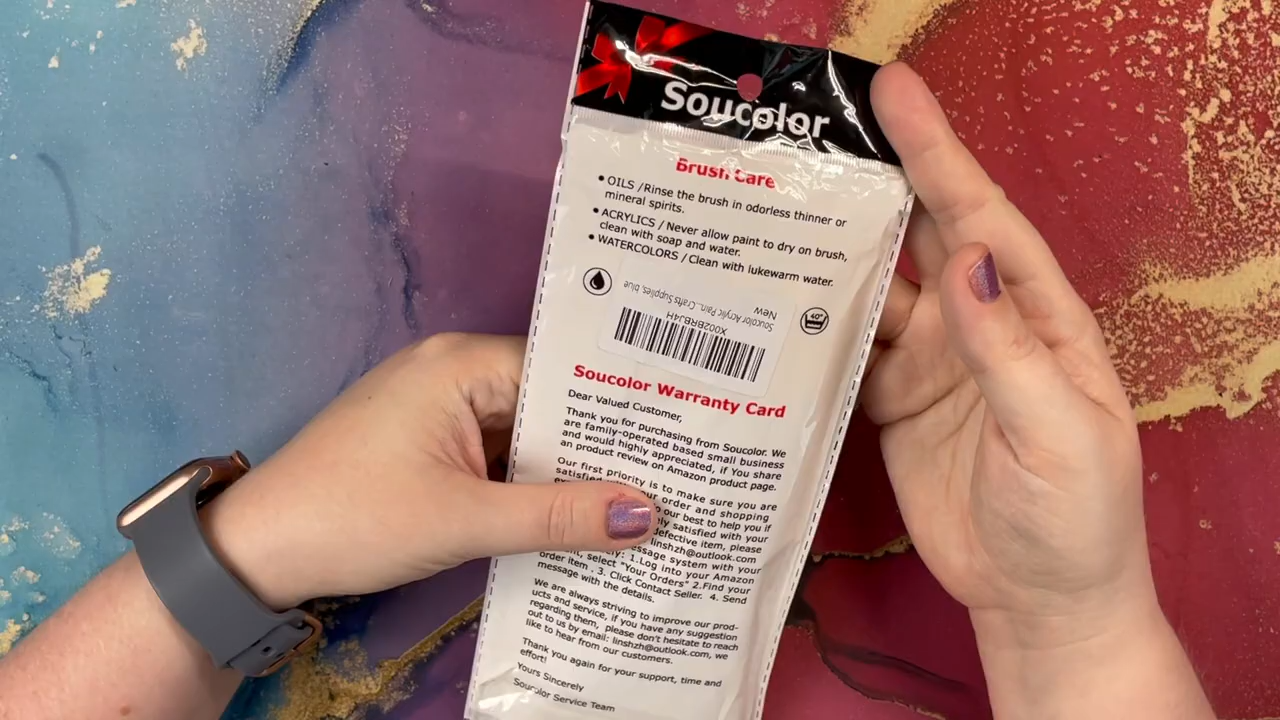 Soucolor
Brush Care
• OILS /Rinse the brush in odorless thinner or
mineral spirits.
• ACRYLICS / Never allow paint to dry on brush,
clean with soap and water.
• WATERCOLORS / Clean with lukewarm water.
40°
New
Soucolor Acrylic Pain...Crafts Supplies, blue
X002BRBJ4H
Soucolor Warranty Card
Dear Valued Customer,
Thank you for purchasing from Soucolor. We
are family-operated based small business
and would highly appreciated, if You share
an product review on Amazon product page.
Our first priority is to make sure you are
satisfied order and shopping
our best to help you if
satisfied with your
defective item, please
linshzh@outlook.com
system with your
1.Log into your Amazon
select "Your Orders" 2.Find your
order item . 3. Click Contact Seller. 4. Send
message with the details.
We are always striving to improve our prod-
ucts and service, if you have any suggestion
regarding them, please don't hesitate to reach
out to us by email: linshzh@outlook.com, we
like to hear from our customers.
Thank you again for your support, time and
effort!
Yours Sincerely
Soucolor Service Team